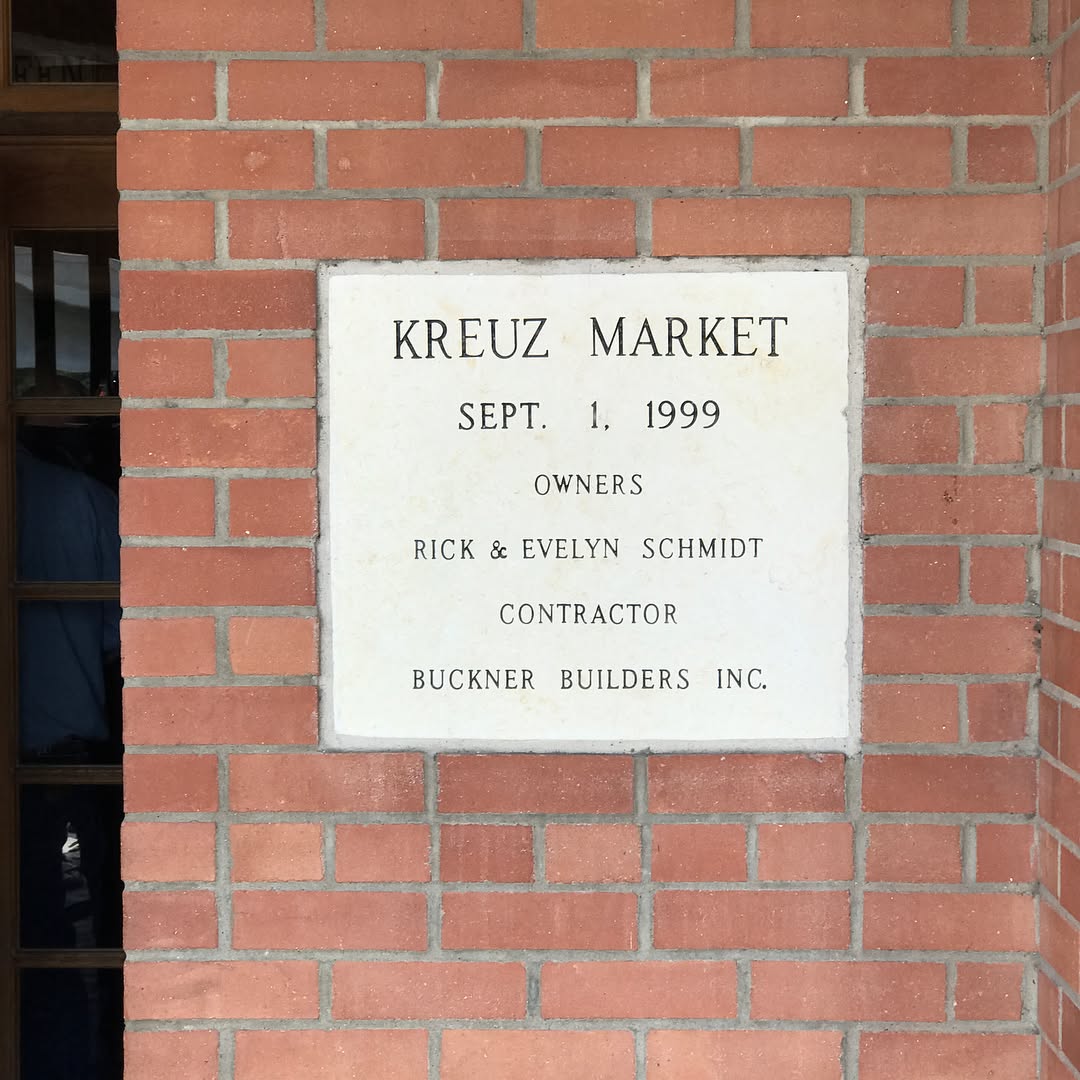 KREUZ MARKET
SEPT. 1, 1999
OWNERS
RICK & EVELYN SCHMIDT
CONTRACTOR
BUCKNER BUILDERS INC.